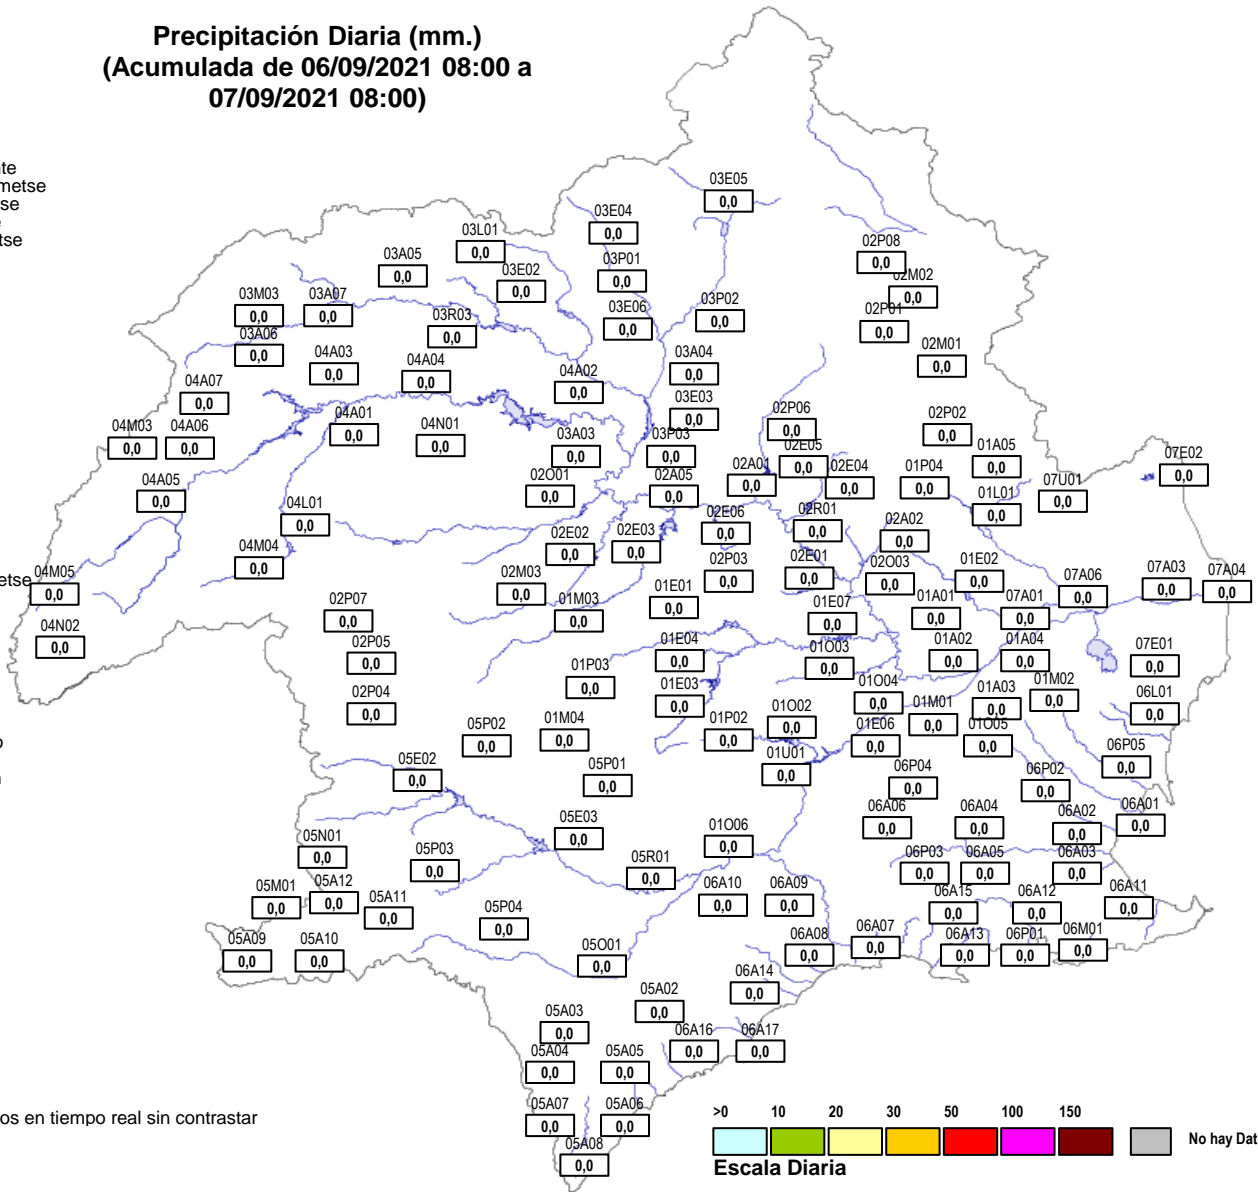 Precipitación Diaria (mm.)
(Acumulada de 06/09/2021 08:00 a
07/09/2021 08:00)
03E05
0,0
03E04
0,0
03L01
0,0
03A05
0,0
03P01
0,0
03E02
0,0
02P08
0,0
02M02
0,0
03M03
0,0
03A07
0,0
03R03
0,0
03E06
0,0
03P02
0,0
02P01
0,0
03A06
0,0
04A03
0,0
04A04
0,0
04A02
0,0
03A04
0,0
02M01
0,0
04A07
0,0
03E03
0,0
04M03
0,0
04A06
0,0
04A01
0,0
04N01
0,0
03A03
0,0
03P03
0,0
02P06
0,0
02E05
0,0
02P02
0,0
01A05
0,0
07E02
0,0
04A05
0,0
02O01
0,0
02A05
0,0
02A01
0,0
02E04
0,0
01P04
0,0
01L01
0,0
07U01
0,0
04L01
0,0
02E06
0,0
02R01
0,0
02A02
0,0
04M04
0,0
02E02
0,0
02E03
0,0
04M05
0,0
02M03
0,0
02P03
0,0
02E01
0,0
02O03
0,0
01E02
0,0
07A06
0,0
07A03
0,0
07A04
0,0
04N02
0,0
02P07
0,0
01M03
0,0
01E01
0,0
01E07
0,0
01A01
0,0
07A01
0,0
02P05
0,0
01E04
0,0
01O03
0,0
01A02
0,0
01A04
0,0
07E01
0,0
02P04
0,0
01P03
0,0
01E03
0,0
01O04
0,0
01A03
0,0
01M02
0,0
06L01
0,0
05P02
0,0
01M04
0,0
01P02
0,0
01O02
0,0
01E06
0,0
01M01
0,0
01O05
0,0
05E02
0,0
05P01
0,0
01U01
0,0
06P04
0,0
06P02
0,0
06P05
0,0
05E03
0,0
01O06
0,0
06A06
0,0
06A04
0,0
06A02
0,0
06A01
0,0
05N01
0,0
05P03
0,0
05R01
0,0
06P03
0,0
06A05
0,0
06A03
0,0
05M01
0,0
05A12
0,0
05A11
0,0
06A10
0,0
06A09
0,0
06A15
0,0
06A12
0,0
06A11
0,0
05A09
0,0
05A10
0,0
05P04
0,0
05O01
0,0
06A08
0,0
06A07
0,0
06A13
0,0
06P01
0,0
06M01
0,0
06A14
0,0
05A03
0,0
05A02
0,0
05A04
0,0
05A05
0,0
06A16
0,0
06A17
0,0
05A07
0,0
05A06
0,0
05A08
0,0
en tiempo real sin contrastar
>0 10 20 30 50 100 150
No hay Dat
Escala Diaria